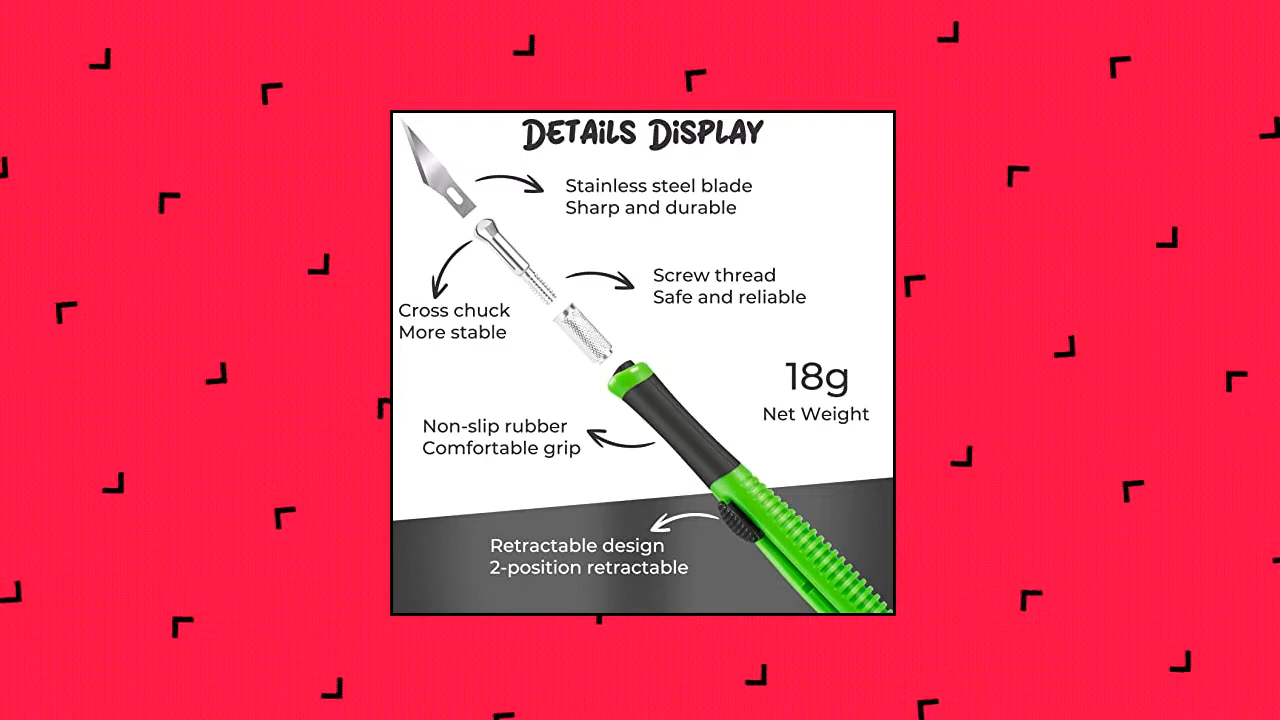 DETAiLS DiSPLAY
Stainless steel blade
Sharp and durable
Screw thread
Safe and reliable
Cross chuck
More stable
18g
Net Weight
Non-slip rubber
Comfortable grip
Retractable design
2-position retractable